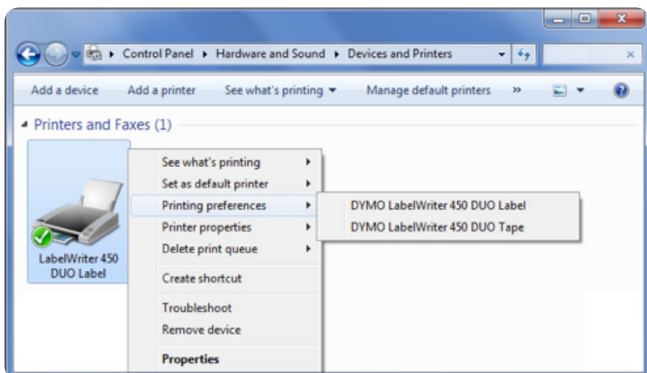 Control Panel ▸ Hardware and Sound ▸ Devices and Printers
Add a device Add a printer See what's printing Manage default printers »
Printers and Faxes (1)
LabelWriter 450
DUO Label
See what's printing
Set as default printer
Printing preferences
Printer properties
Delete print queue
Create shortcut
Troubleshoot
Remove device
Properties
DYMO LabelWriter 450 DUO Label
DYMO LabelWriter 450 DUO Tape